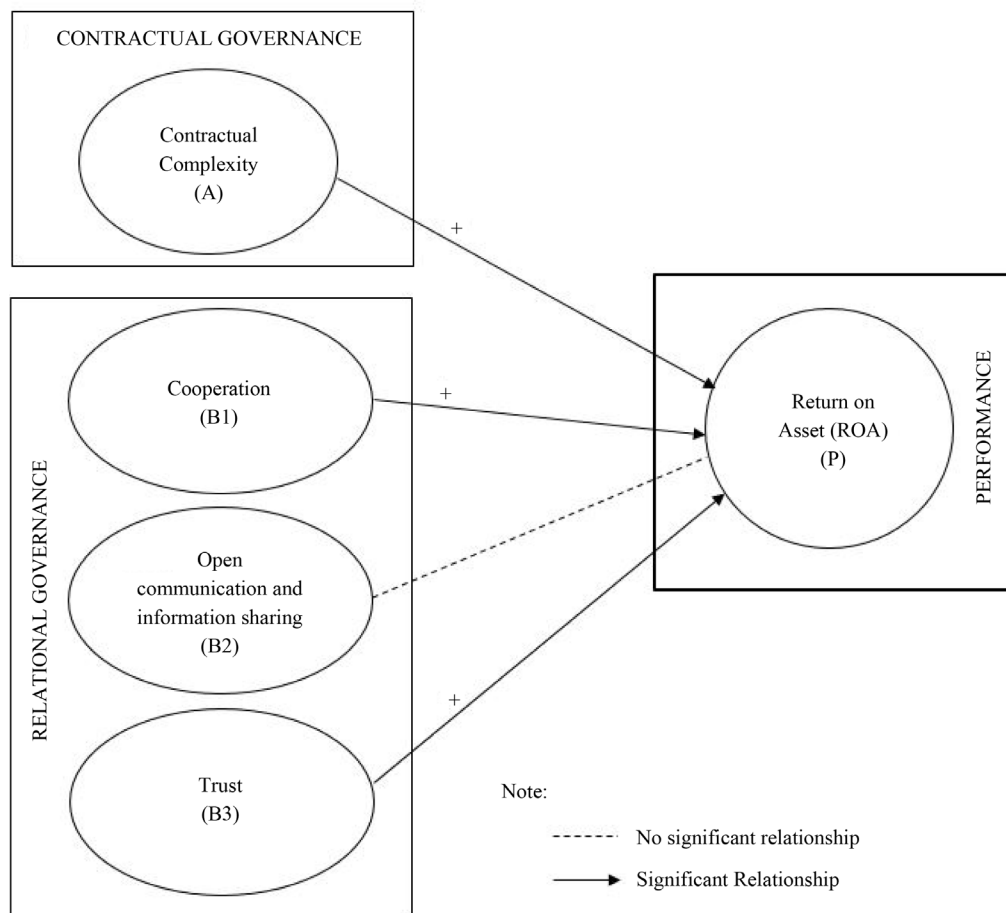 CONTRACTUAL GOVERNANCE
Contractual
Complexity
(A)
+
RELATIONAL GOVERNANCE
Cooperation
(B1)
+
Open
communication and
information sharing
(B2)
Trust
(B3)
+
Return on
Asset (ROA)
(P)
PERFORMANCE
Note:
No significant relationship
Significant Relationship